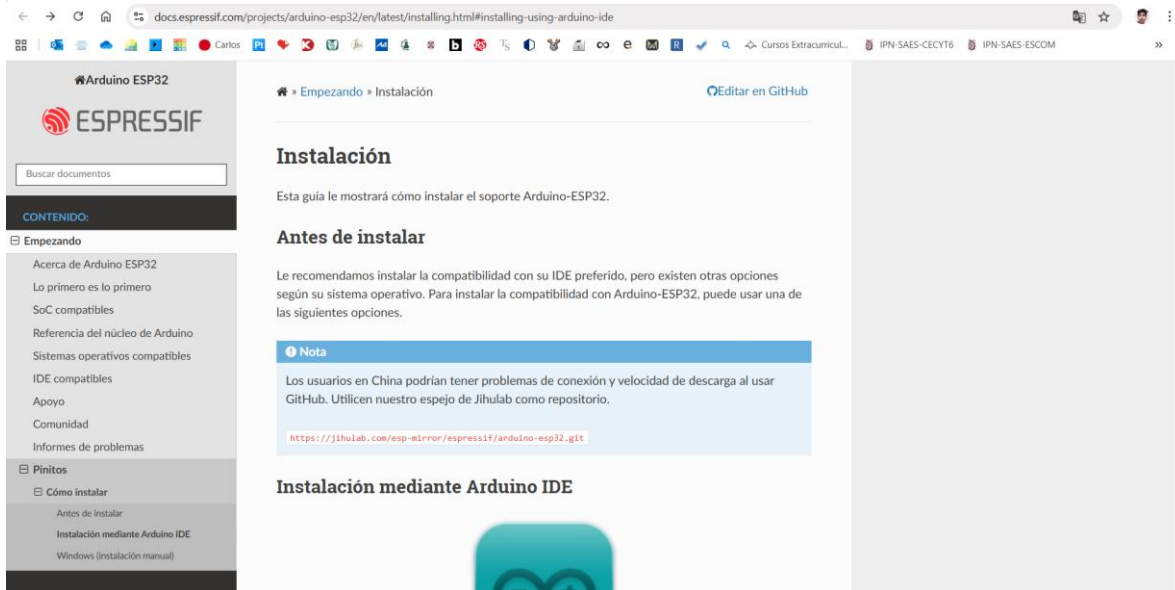 docs.espressif.com/projects/arduino-esp32/en/latest/installing.html#installing-using-arduino-ide
Carlos
Cursos Extracurricul...
IPN-SAES-CECYT6
IPN-SAES-ESCOM
»
Arduino ESP32
ESPRESSIF
Buscar documentos
CONTENIDO:
Empezando
Acerca de Arduino ESP32
Lo primero es lo primero
SoC compatibles
Referencia del núcleo de Arduino
Sistemas operativos compatibles
IDE compatibles
Apoyo
Comunidad
Informes de problemas
Pinitos
Cómo instalar
Antes de instalar
Instalación mediante Arduino IDE
Windows (instalación manual)
» Empezando » Instalación
Editar en GitHub
Instalación
Esta guía le mostrará cómo instalar el soporte Arduino-ESP32.
Antes de instalar
Le recomendamos instalar la compatibilidad con su IDE preferido, pero existen otras opciones
según su sistema operativo. Para instalar la compatibilidad con Arduino-ESP32, puede usar una de
las siguientes opciones.
Nota
Los usuarios en China podrían tener problemas de conexión y velocidad de descarga al usar
GitHub. Utilicen nuestro espejo de Jihulab como repositorio.
https://jihulab.com/esp-mirror/espressif/arduino-esp32.git
Instalación mediante Arduino IDE